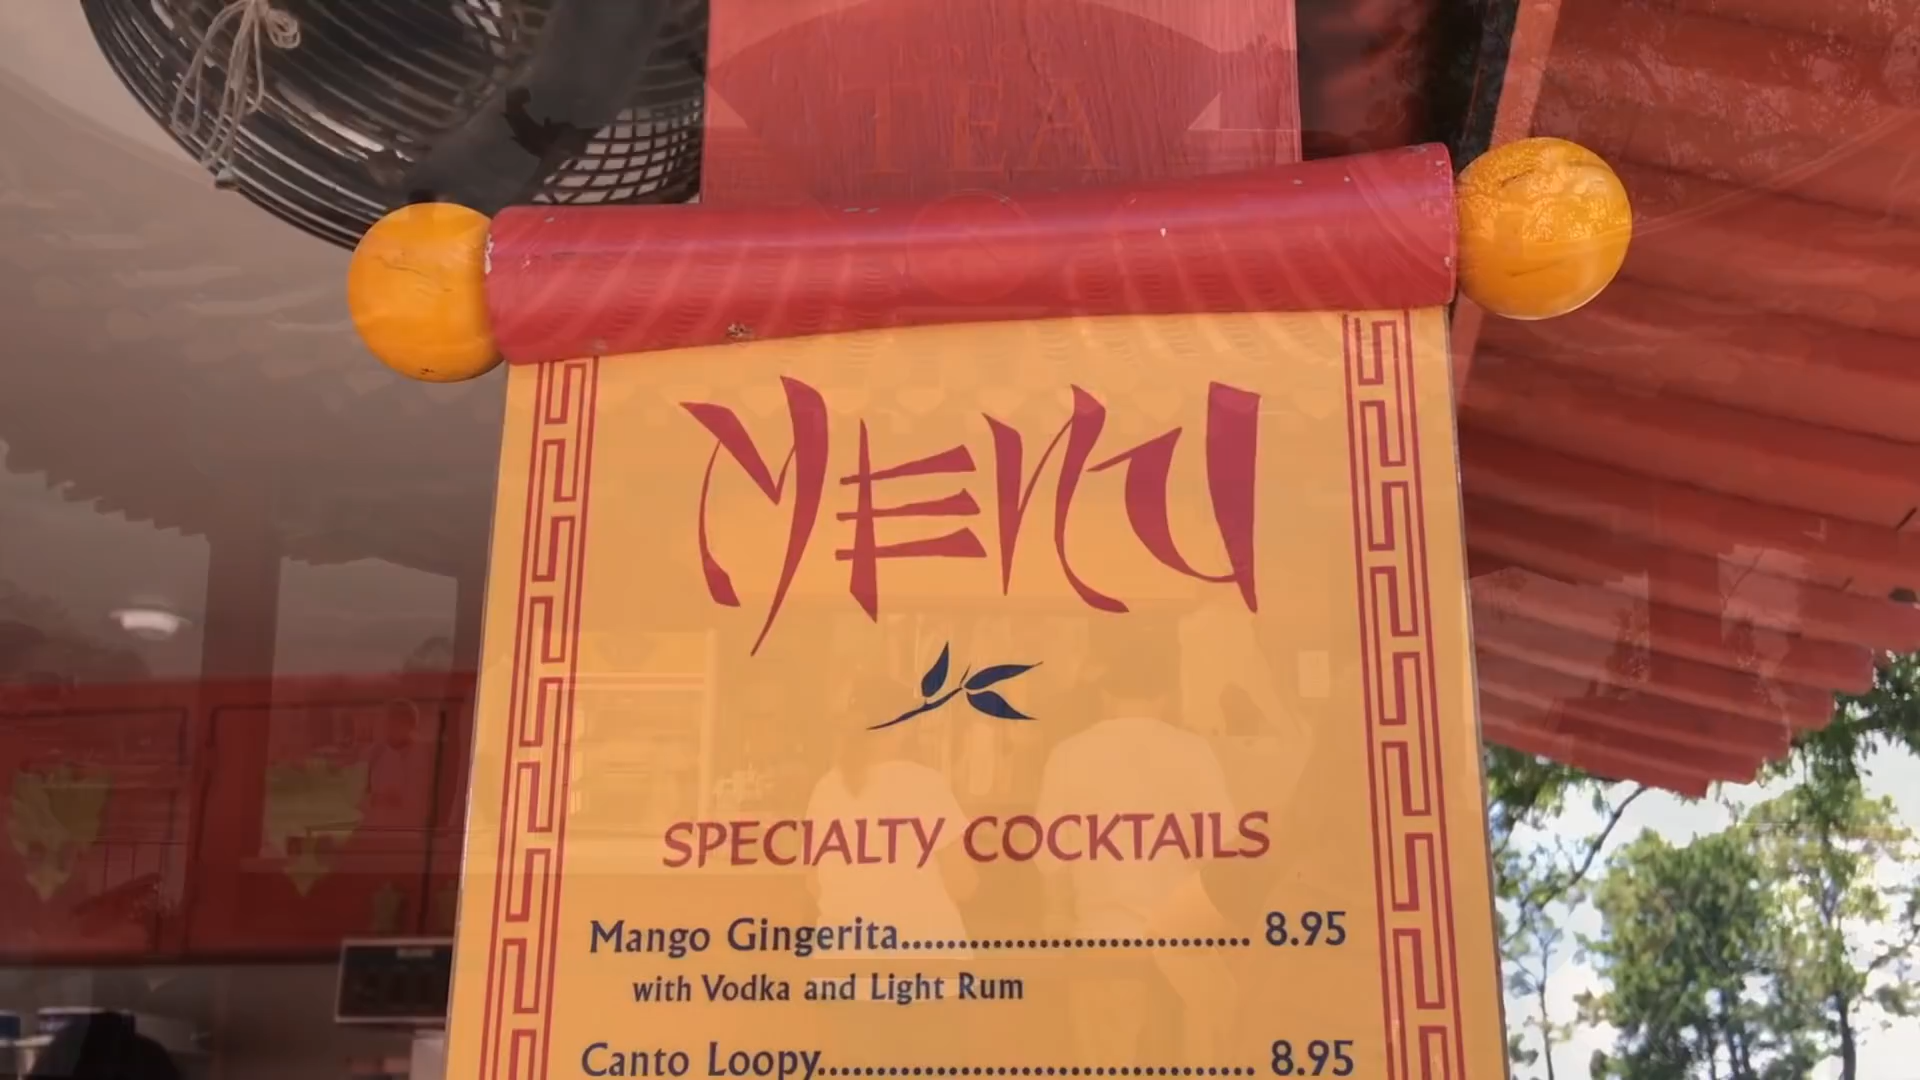 TEA
MENU
SPECIALTY COCKTAILS
Mango Gingerita.............................. 8.95
with Vodka and Light Rum
Canto Loopy..................................... 8.95